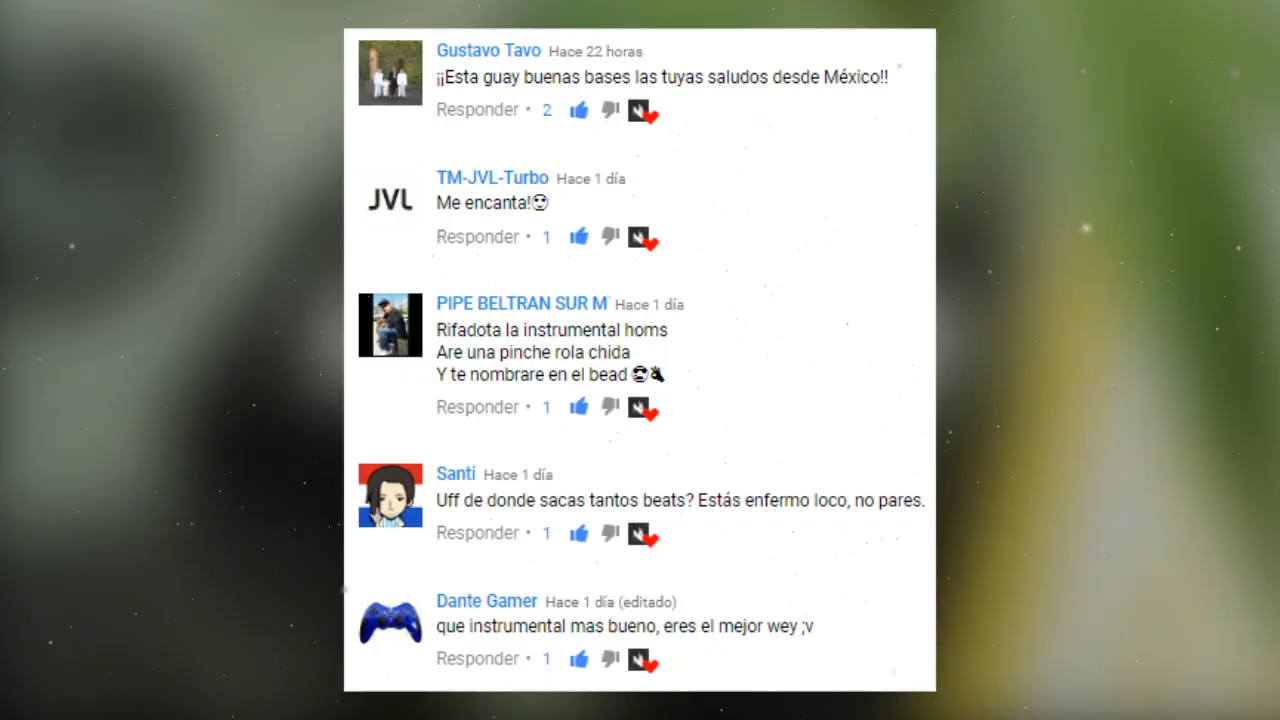 Gustavo Tavo Hace 22 horas
¡¡Esta guay buenas bases las tuyas saludos desde México!!
Responder • 2
JVL
TM-JVL-Turbo Hace 1 día
Me encanta!😍
Responder • 1
PIPE BELTRAN SUR M Hace 1 día
Rifadota la instrumental homs
Are una pinche rola chida
Y te nombrare en el bead
Responder • 1
Santi Hace 1 día
Uff de donde sacas tantos beats? Estás enfermo loco, no pares.
Responder • 1
Dante Gamer Hace 1 día (editado)
que instrumental mas bueno, eres el mejor wey ;v
Responder • 1